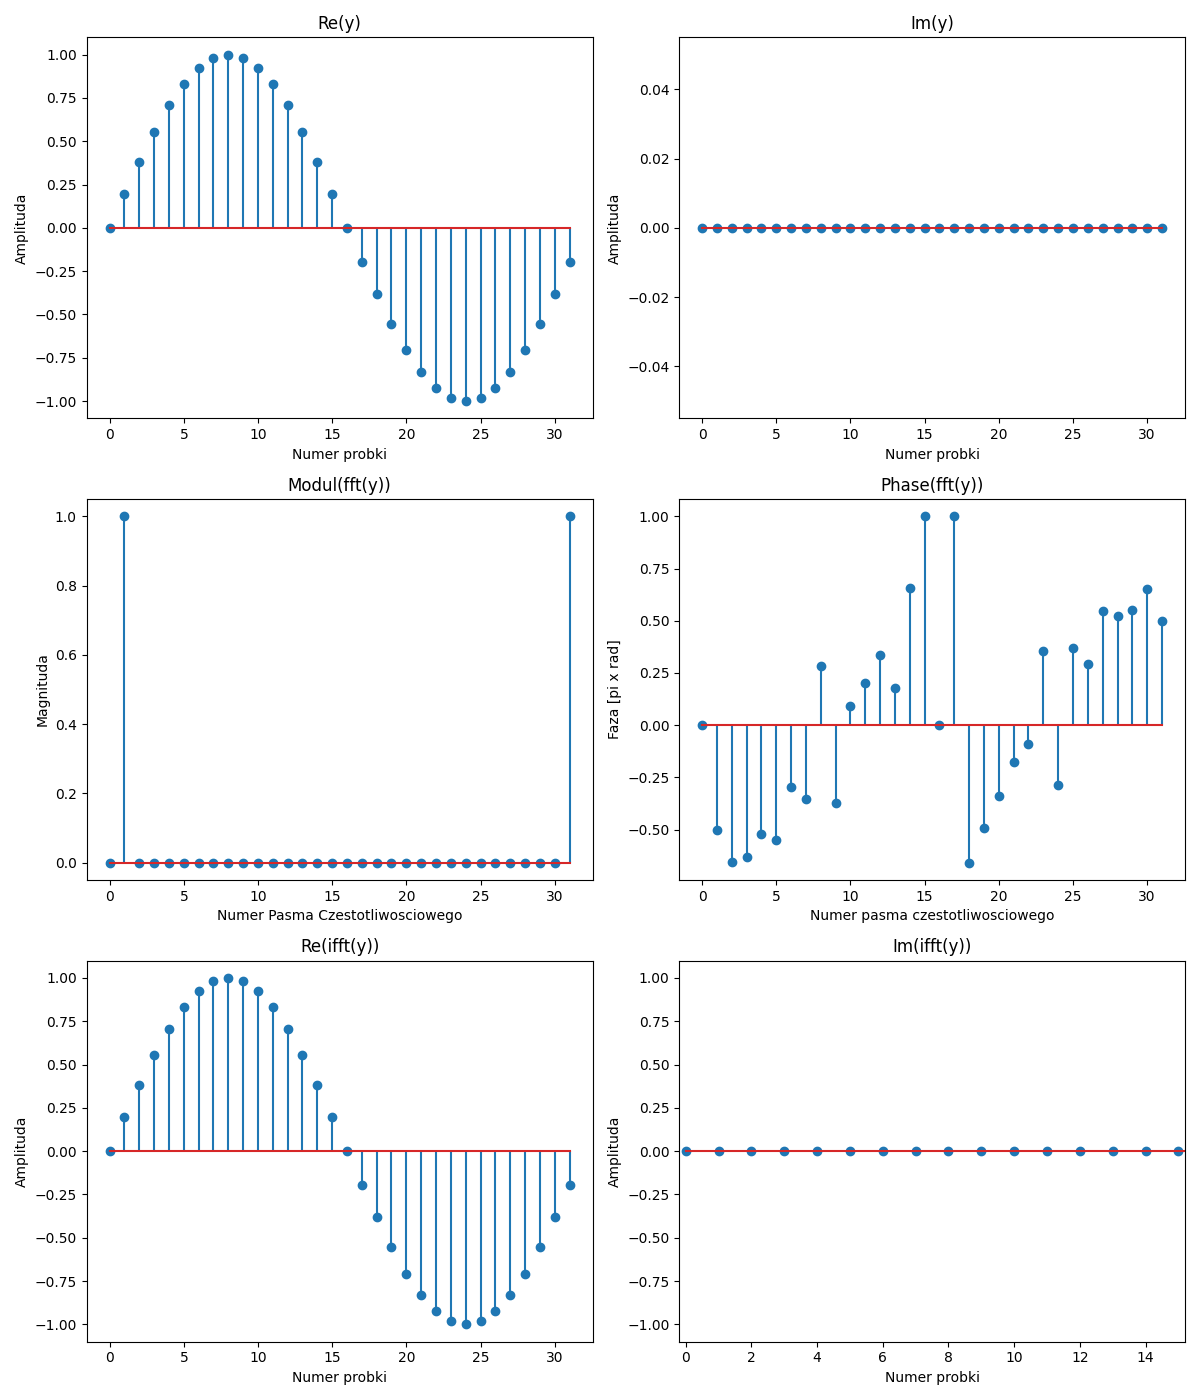 Re(y)
1.00
0.75
0.50
0.25
0.00
−0.25
−0.50
−0.75
−1.00
Amplituda
0 5 10 15 20 25 30
Numer probki
Im(y)
0.04
0.02
0.00
−0.02
−0.04
Amplituda
0 5 10 15 20 25 30
Numer probki
Modul(fft(y))
1.0
0.8
0.6
0.4
0.2
0.0
Magnituda
0 5 10 15 20 25 30
Numer Pasma Czestotliwosciowego
Phase(fft(y))
1.00
0.75
0.50
0.25
0.00
−0.25
−0.50
Faza [pi x rad]
0 5 10 15 20 25 30
Numer pasma czestotliwosciowego
Re(ifft(y))
1.00
0.75
0.50
0.25
0.00
−0.25
−0.50
−0.75
−1.00
Amplituda
0 5 10 15 20 25 30
Numer probki
Im(ifft(y))
1.00
0.75
0.50
0.25
0.00
−0.25
−0.50
−0.75
−1.00
Amplituda
0 2 4 6 8 10 12 14
Numer probki